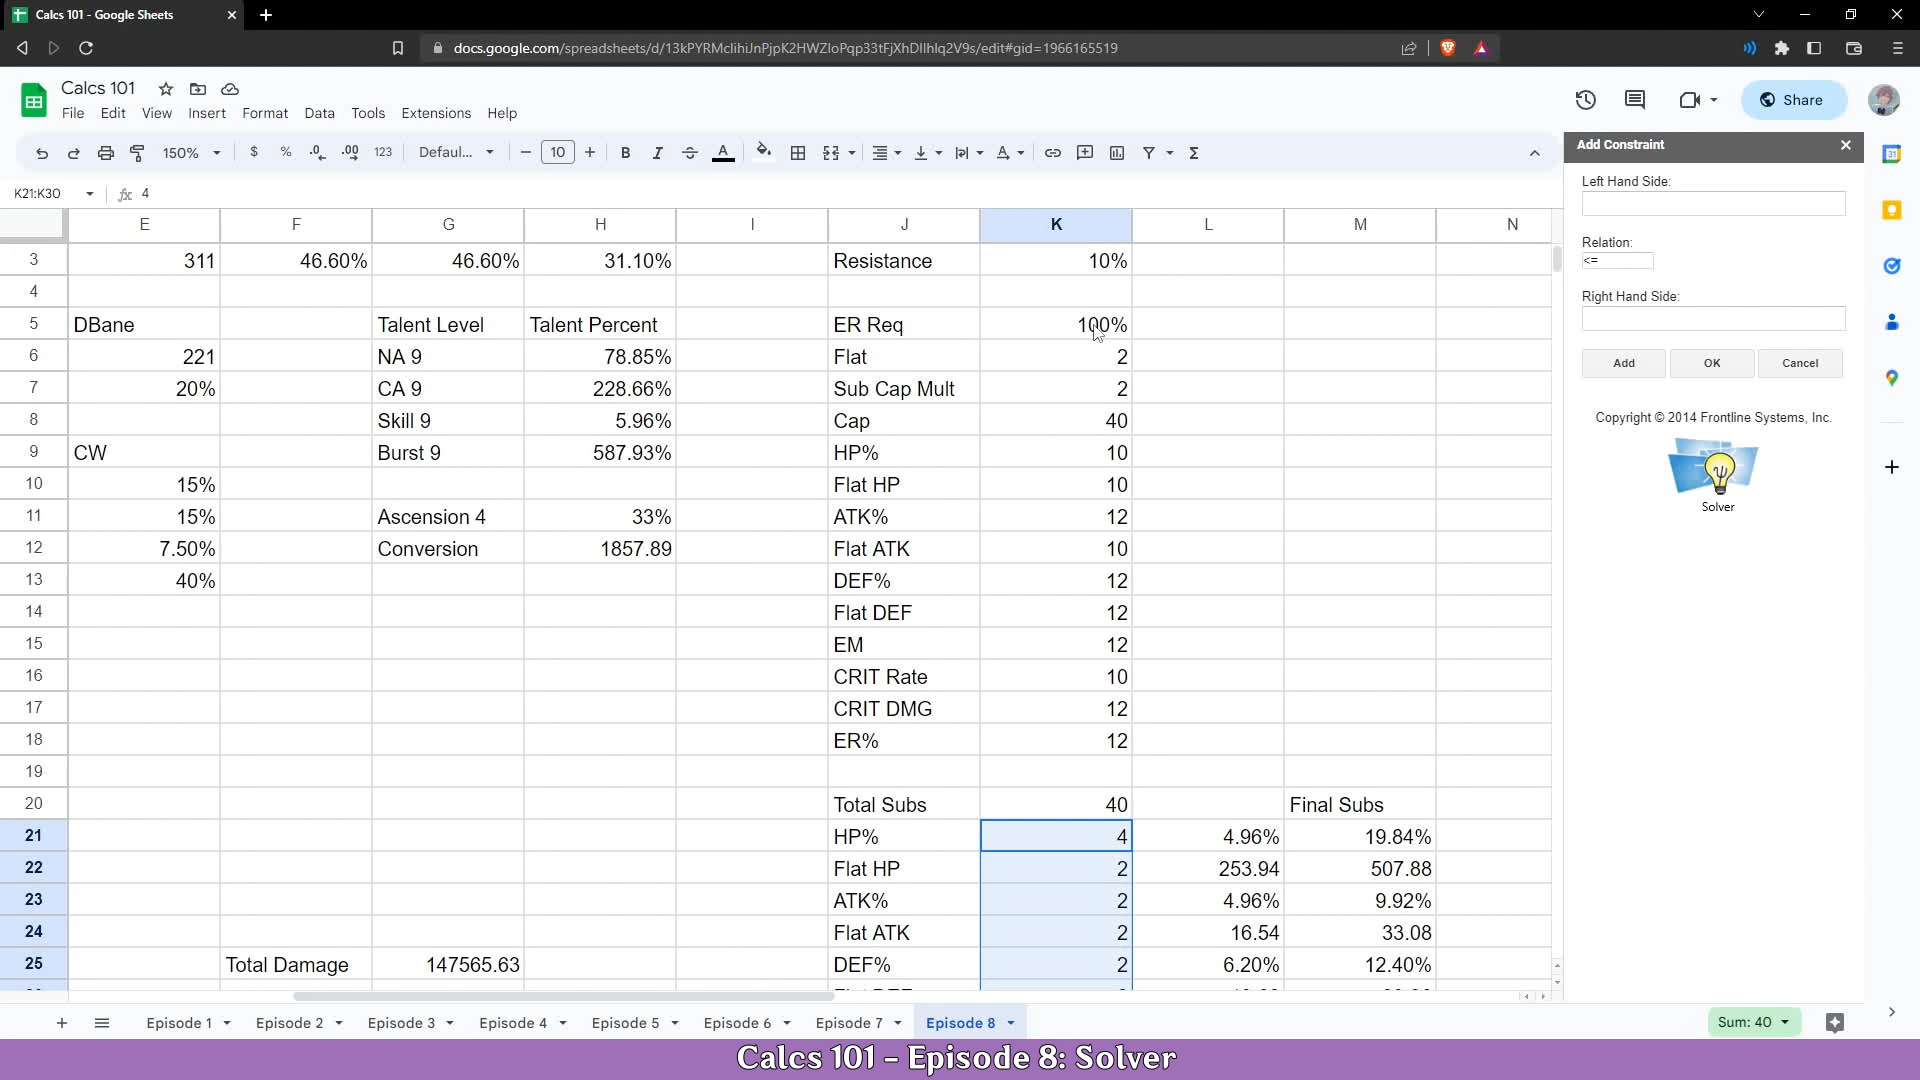 Calcs 101 - Google Sheets
docs.google.com/spreadsheets/d/13kPYRMclihiJnPjpK2HWZloPqp33tFjXhDIlhlq2V9s/edit#gid=1966165519
Calcs 101
File Edit View Insert Format Data Tools Extensions Help
Share
150% $ % .0 .00 123 Defaul... 10 B I S A Σ
K21:K30 fx 4
E F G H I J K L M N
3 311 46.60% 46.60% 31.10% Resistance 10%
4
5 DBane Talent Level Talent Percent ER Req 100%
6 221 NA 9 78.85% Flat 2
7 20% CA 9 228.66% Sub Cap Mult 2
8 Skill 9 5.96% Cap 40
9 CW Burst 9 587.93% HP% 10
10 15% Flat HP 10
11 15% Ascension 4 33% ATK% 12
12 7.50% Conversion 1857.89 Flat ATK 10
13 40% DEF% 12
14 Flat DEF 12
15 EM 12
16 CRIT Rate 10
17 CRIT DMG 12
18 ER% 12
19
20 Total Subs 40 Final Subs
21 HP% 4 4.96% 19.84%
22 Flat HP 2 253.94 507.88
23 ATK% 2 4.96% 9.92%
24 Flat ATK 2 16.54 33.08
25 Total Damage 147565.63 DEF% 2 6.20% 12.40%
Add Constraint
Left Hand Side:
Relation:
<=
Right Hand Side:
Add OK Cancel
Copyright © 2014 Frontline Systems, Inc.
Solver
31
Episode 1 Episode 2 Episode 3 Episode 4 Episode 5 Episode 6 Episode 7 Episode 8 Sum: 40
Calcs 101 - Episode 8: Solver